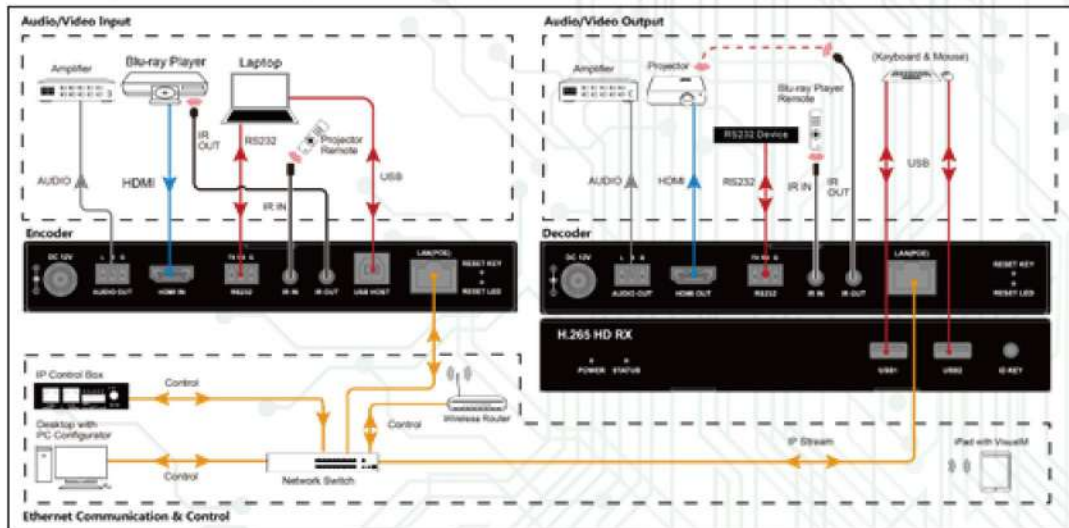 Audio/Video Input
Audio/Video Output
Amplifier
Blu-ray Player
Laptop
IR OUT
RS232
Projector Remote
USB
AUDIO
HDMI
IR IN
Amplifier
Projector
Blu-ray Player
Remote
(Keyboard & Mouse)
RS232 Device
USB
AUDIO
HDMI
RS232
IR IN
IR OUT
Encoder
DC 12V
L G
AUDIO OUT
HDMI IN
RS232
IR IN
IR OUT
USB HOST
LAN(POE)
RESET KEY
RESET LED
Decoder
DC 12V
L G
AUDIO OUT
HDMI OUT
RS232
IR IN
IR OUT
LAN(POE)
RESET KEY
RESET LED
H.265 HD RX
POWER
STATUS
USB1
USB2
ID KEY
IP Control Box
Control
Desktop with
PC Configurator
Control
Network Switch
Wireless Router
Control
IP Stream
iPad with VisualM
Ethernet Communication & Control